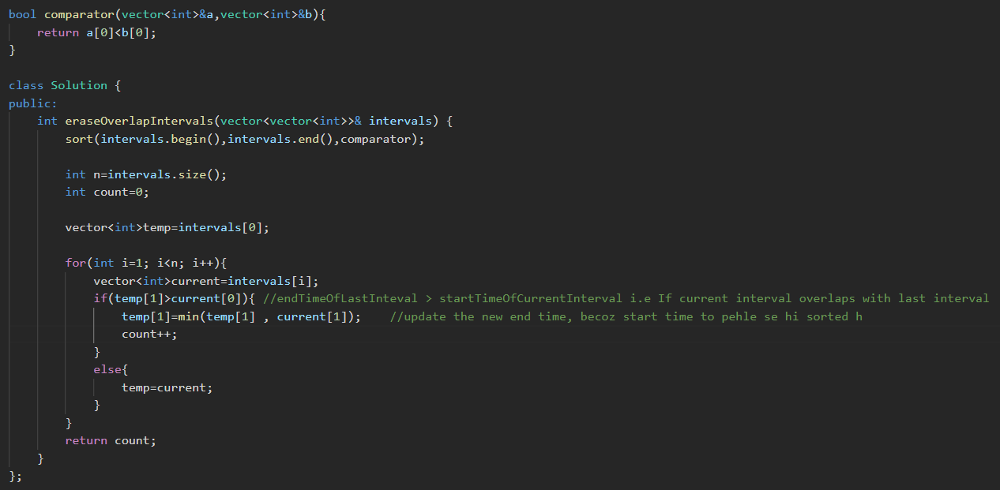 bool comparator(vector<int>&a,vector<int>&b){
    return a[0]<b[0];
}

class Solution {
public:
    int eraseOverlapIntervals(vector<vector<int>>& intervals) {
        sort(intervals.begin(),intervals.end(),comparator);

        int n=intervals.size();
        int count=0;

        vector<int>temp=intervals[0];

        for(int i=1; i<n; i++){
            vector<int>current=intervals[i];
            if(temp[1]>current[0]){ //endTimeOfLastInteval > startTimeOfCurrentInterval i.e If current interval overlaps with last interval
                temp[1]=min(temp[1] , current[1]);    //update the new end time, becoz start time to pehle se hi sorted h
                count++;
            }
            else{
                temp=current;
            }
        }
        return count;
    }
};